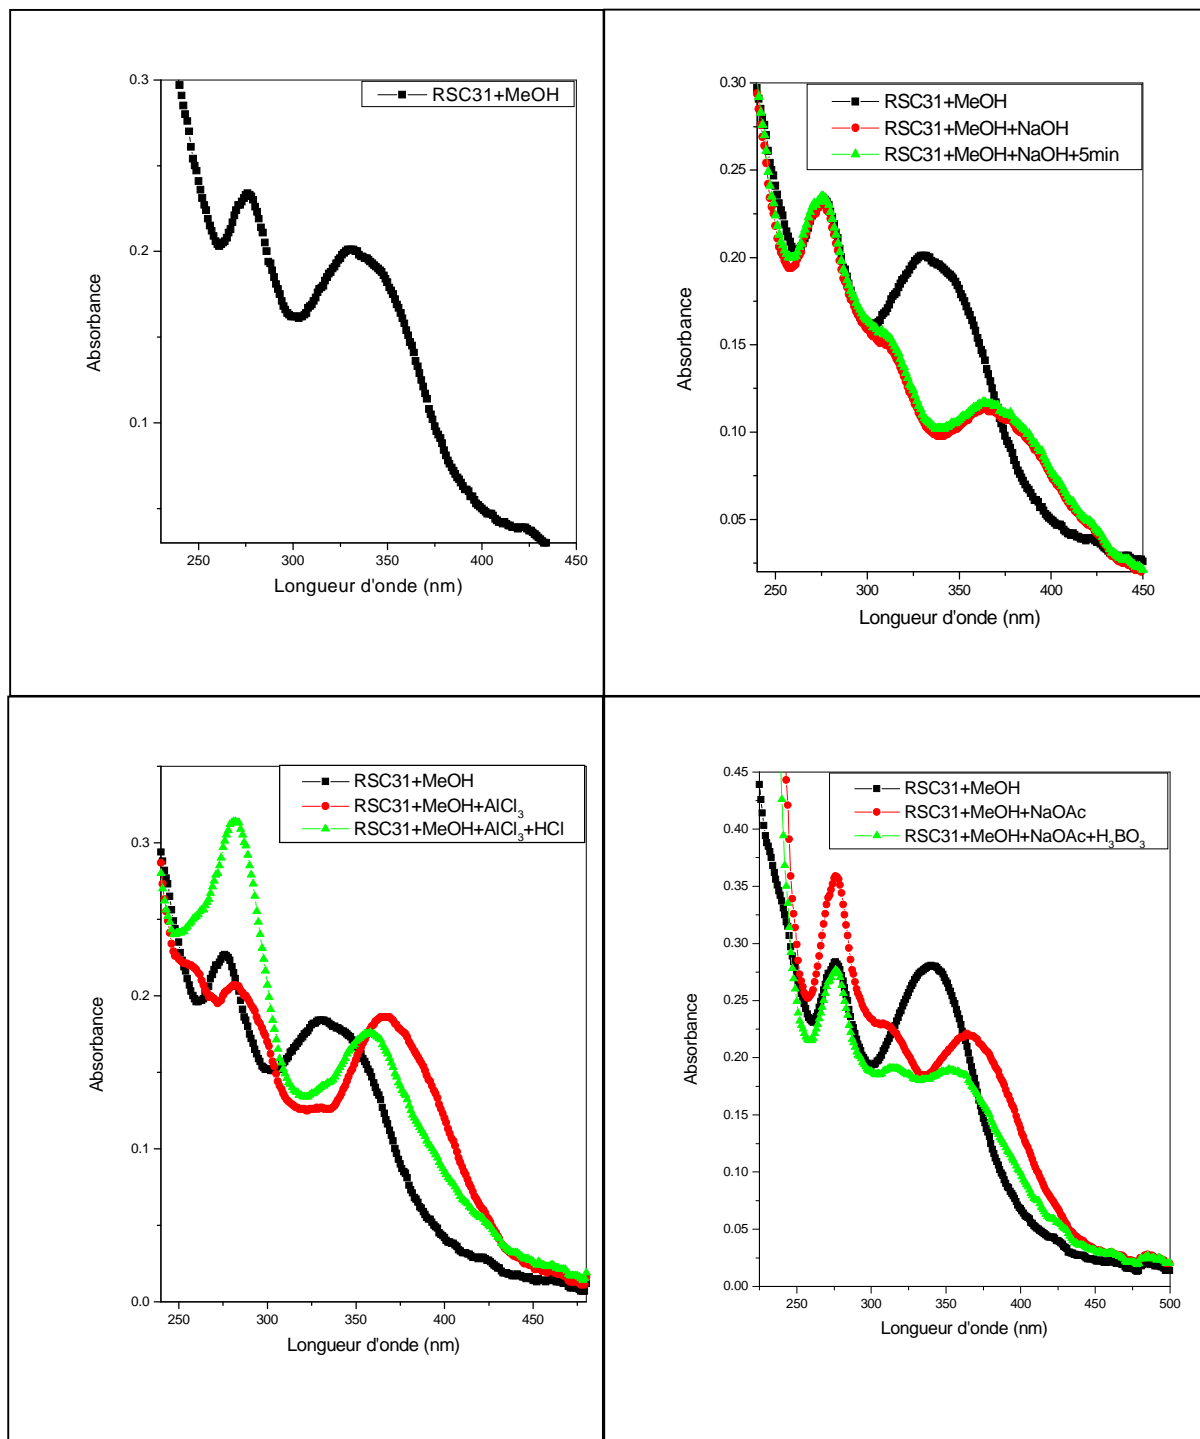 RSC31+MeOH
0.3
0.2
0.1
Absorbance
250
300
350
400
450
Longueur d'onde (nm)
RSC31+MeOH
RSC31+MeOH+NaOH
RSC31+MeOH+NaOH+5min
0.30
0.25
0.20
0.15
0.10
0.05
Absorbance
250
300
350
400
450
Longueur d'onde (nm)
RSC31+MeOH
RSC31+MeOH+AlCl₃
RSC31+MeOH+AlCl₃+HCl
0.3
0.2
0.1
0.0
Absorbance
250
300
350
400
450
Longueur d'onde (nm)
RSC31+MeOH
RSC31+MeOH+NaOAc
RSC31+MeOH+NaOAc+H₃BO₃
0.45
0.40
0.35
0.30
0.25
0.20
0.15
0.10
0.05
0.00
Absorbance
250
300
350
400
450
500
Longueur d'onde (nm)